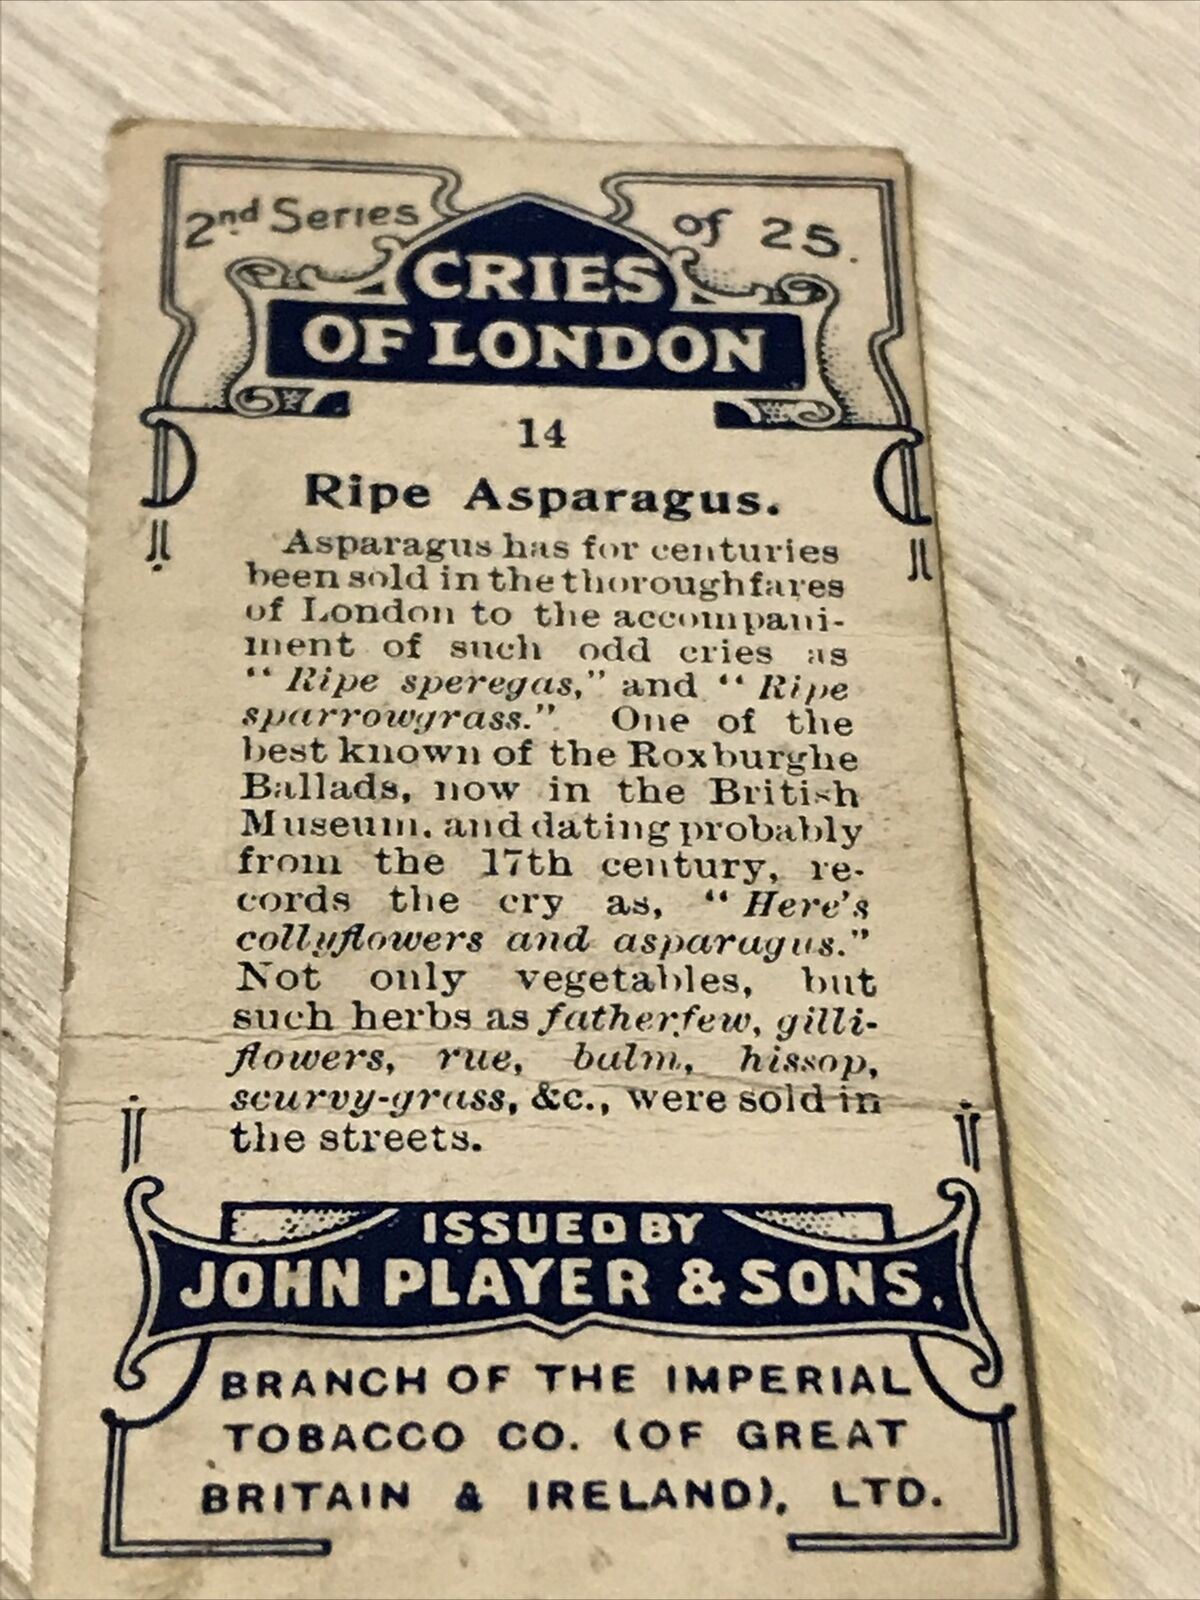 2nd Series of 25.
CRIES
OF LONDON
14
Ripe Asparagus.
Asparagus has for centuries
been sold in the thoroughfares
of London to the accompani-
ment of such odd cries as
"Ripe speregas," and "Ripe
sparrowgrass." One of the
best known of the Roxburghe
Ballads, now in the British
Museum, and dating probably
from the 17th century, re-
cords the cry as, "Here's
collyflowers and asparagus."
Not only vegetables, but
such herbs as fatherfew, gilli-
flowers, rue, balm, hissop,
scurvy-grass, &c., were sold in
the streets.
ISSUED BY
JOHN PLAYER & SONS,
BRANCH OF THE IMPERIAL
TOBACCO CO. (OF GREAT
BRITAIN & IRELAND), LTD.